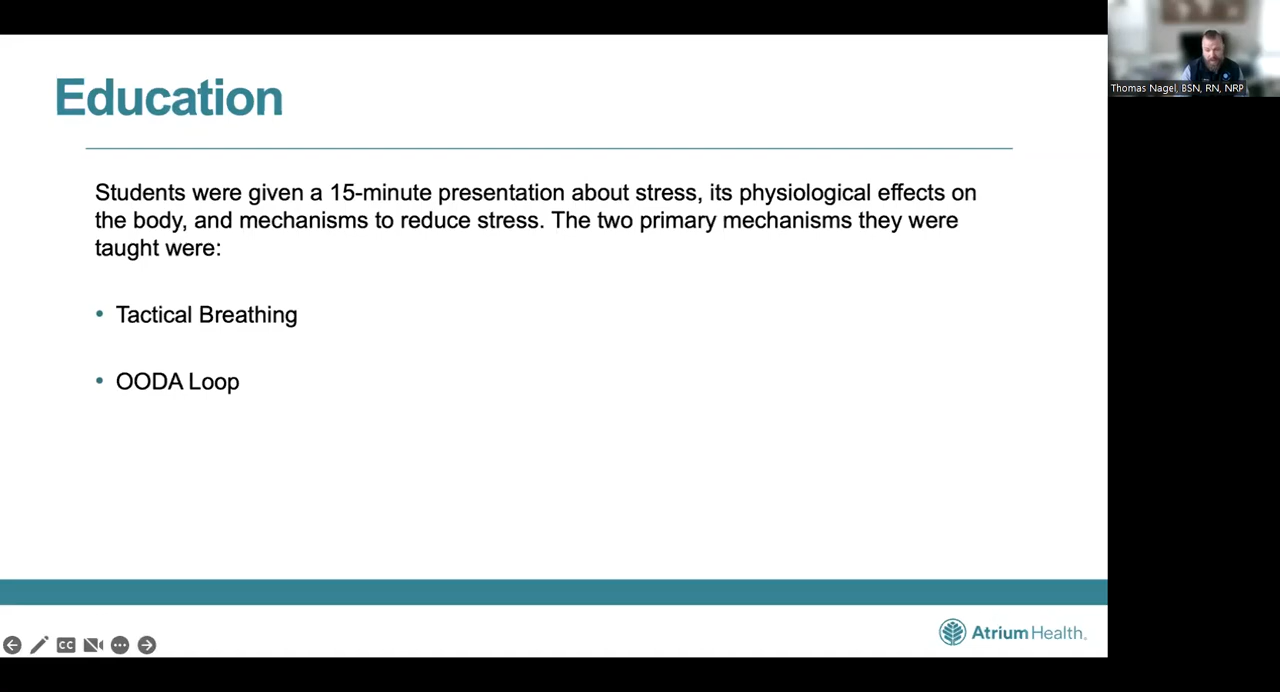 Education
Students were given a 15-minute presentation about stress, its physiological effects on
the body, and mechanisms to reduce stress. The two primary mechanisms they were
taught were:
• Tactical Breathing
• OODA Loop
Thomas Nagel, BSN, RN, NRP
CC
Atrium Health.